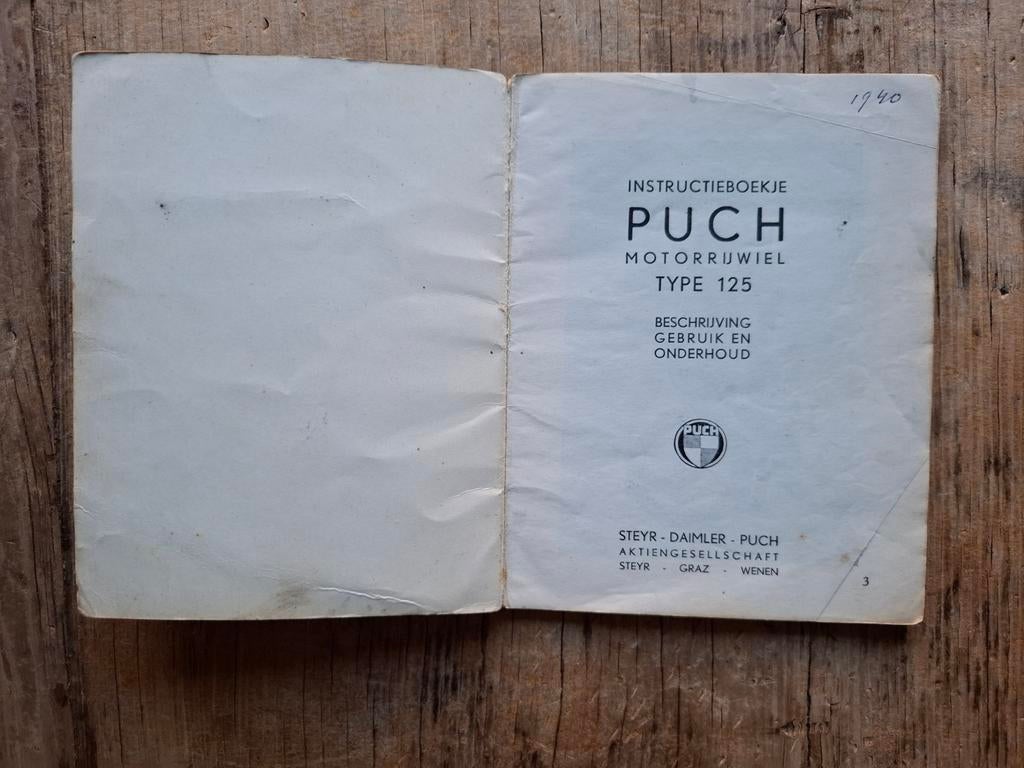 1940
INSTRUCTIEBOEKJE
PUCH
MOTORRIJWIEL
TYPE 125
BESCHRIJVING
GEBRUIK EN
ONDERHOUD
PUCH
STEYR - DAIMLER - PUCH
AKTIENGESELLSCHAFT
STEYR - GRAZ - WENEN
3